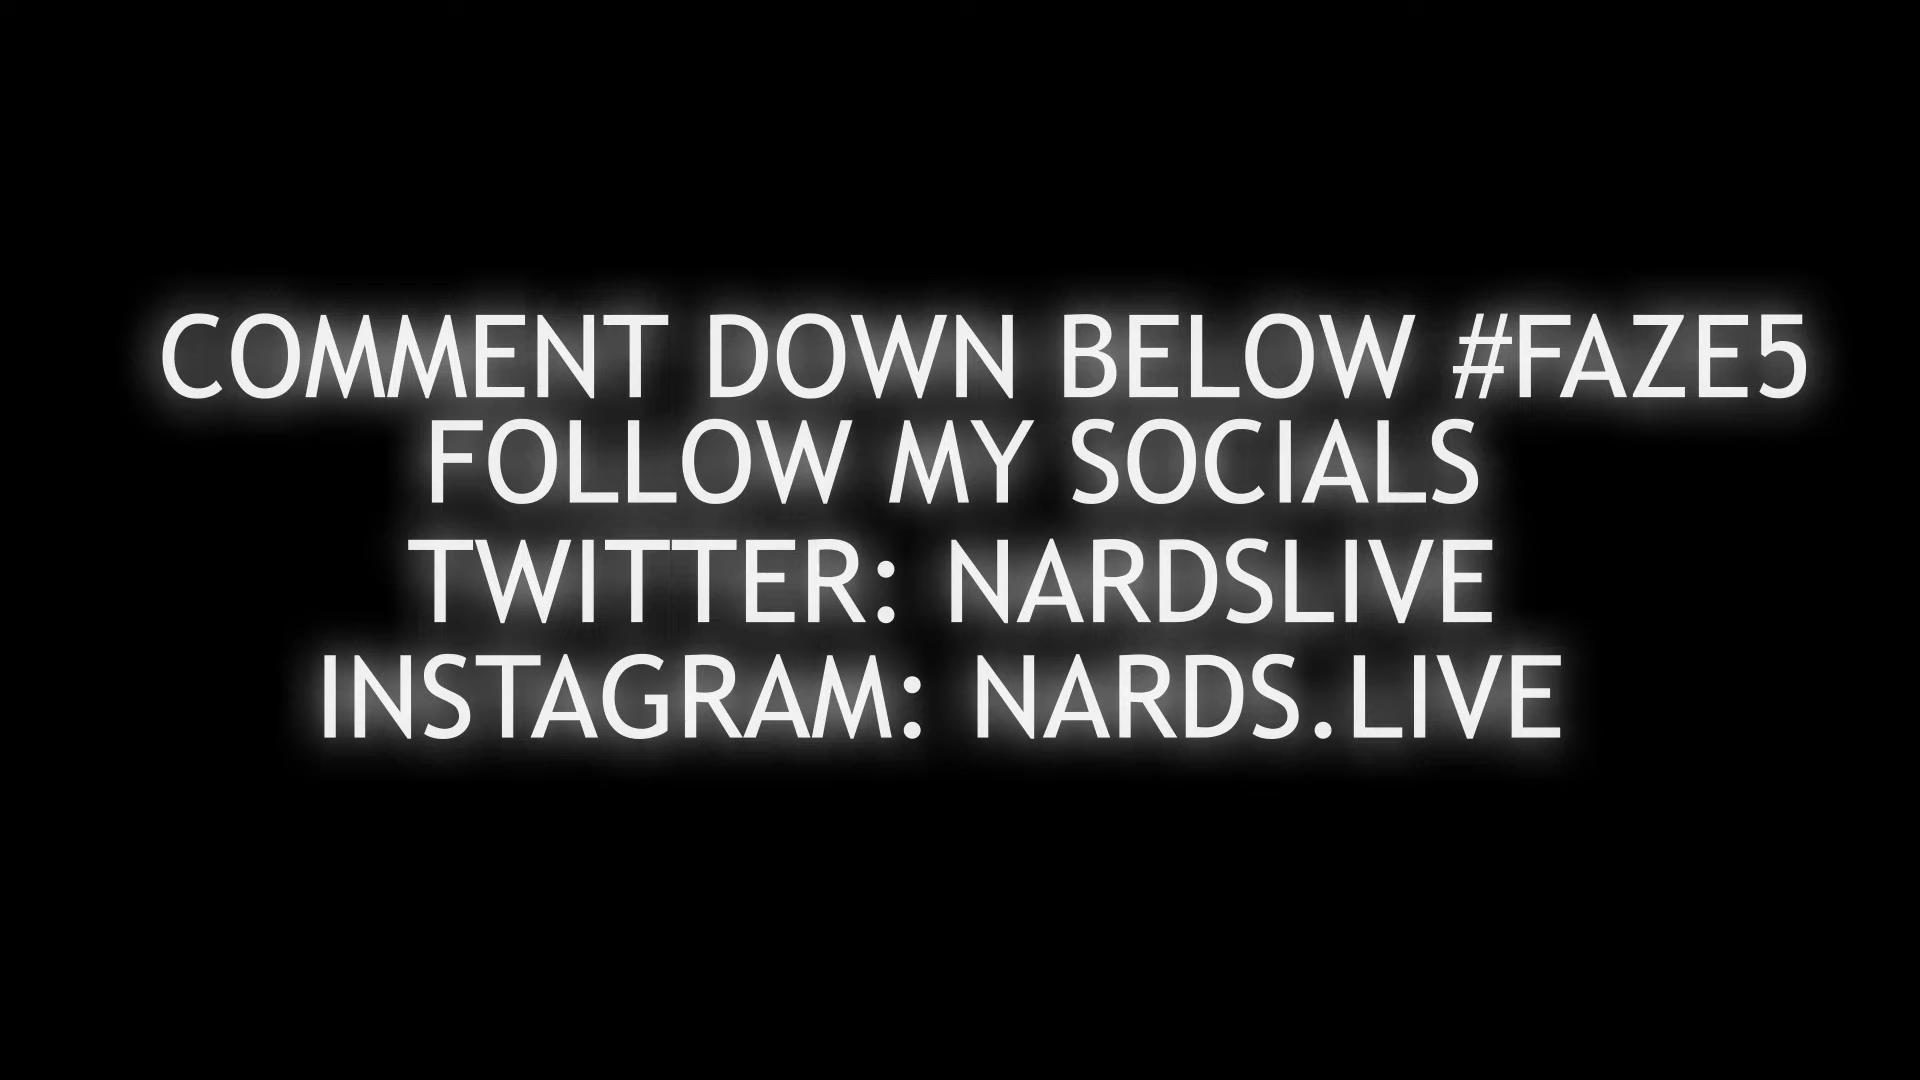 COMMENT DOWN BELOW #FAZE5
FOLLOW MY SOCIALS
TWITTER: NARDSLIVE
INSTAGRAM: NARDS.LIVE